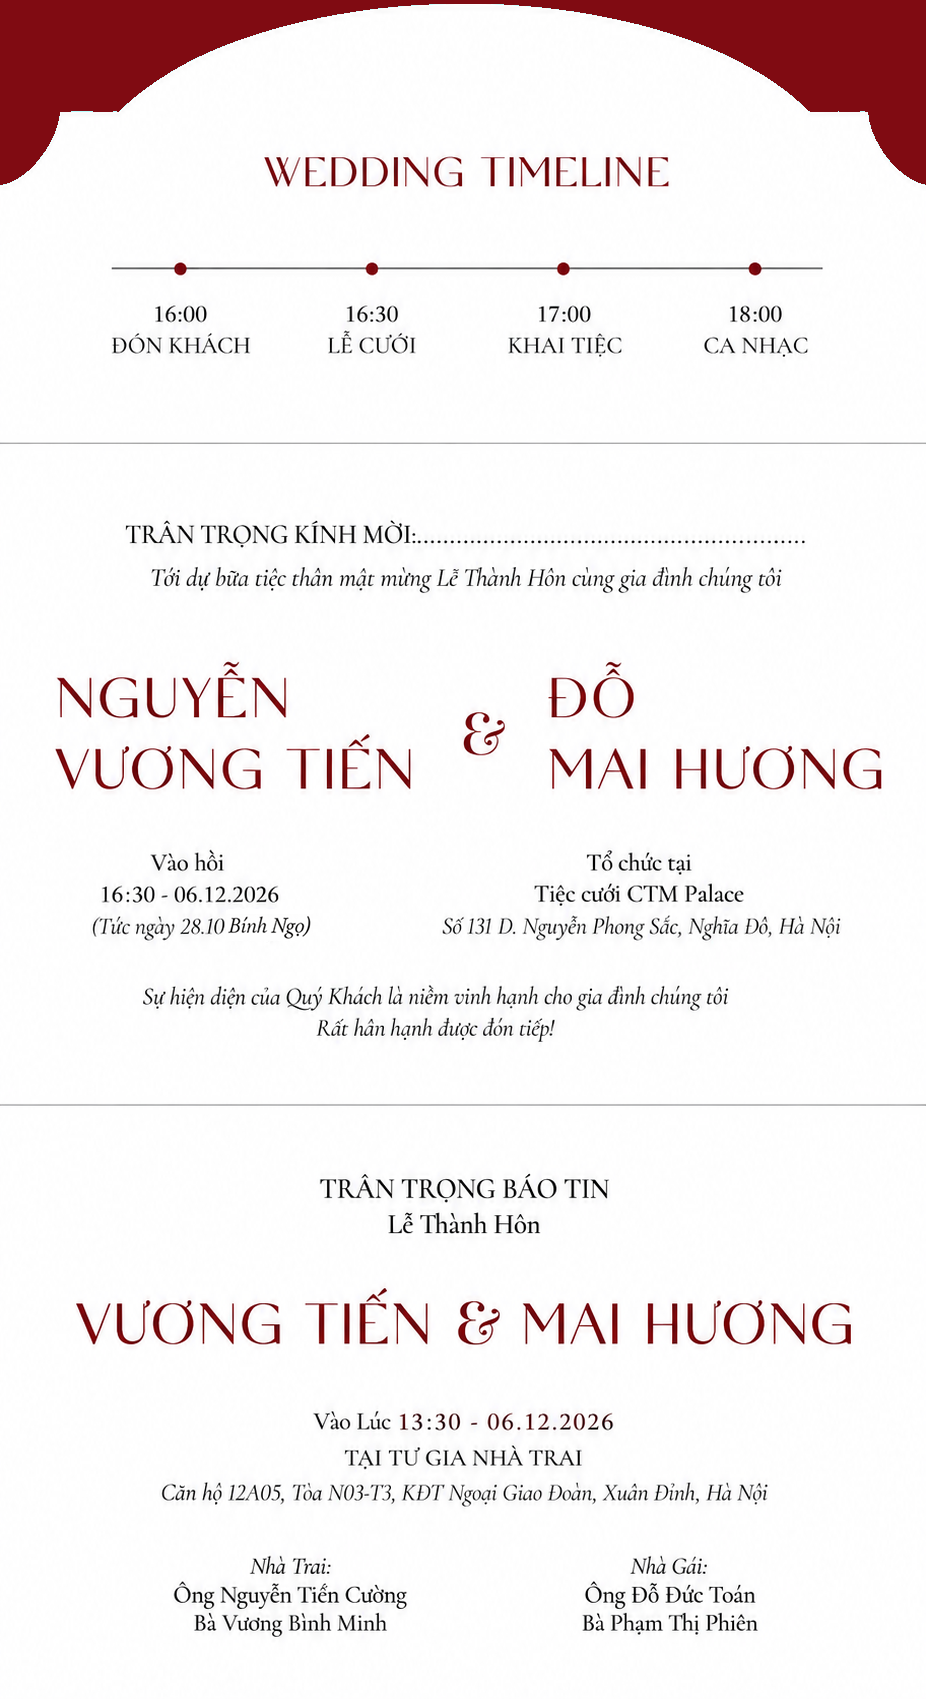 WEDDING TIMELINE
16:00 16:30 17:00 18:00
ĐÓN KHÁCH LỄ CƯỚI KHAI TIỆC CA NHẠC
TRÂN TRỌNG KÍNH MỜI:............................................................
Tới dự bữa tiệc thân mật mừng Lễ Thành Hôn cùng gia đình chúng tôi
NGUYỄN
VƯƠNG TIẾN
&
ĐỖ
MAI HƯƠNG
Vào hồi
16:30 - 06.12.2026
(Tức ngày 28.10 Bính Ngọ)
Tổ chức tại
Tiệc cưới CTM Palace
Số 131 D. Nguyễn Phong Sắc, Nghĩa Đô, Hà Nội
Sự hiện diện của Quý Khách là niềm vinh hạnh cho gia đình chúng tôi
Rất hân hạnh được đón tiếp!
TRÂN TRỌNG BÁO TIN
Lễ Thành Hôn
VƯƠNG TIẾN & MAI HƯƠNG
Vào Lúc 13:30 - 06.12.2026
TẠI TƯ GIA NHÀ TRAI
Căn hộ 12A05, Tòa N03-T3, KĐT Ngoại Giao Đoàn, Xuân Đỉnh, Hà Nội
Nhà Trai:
Ông Nguyễn Tiến Cường
Bà Vương Bình Minh
Nhà Gái:
Ông Đỗ Đức Toán
Bà Phạm Thị Phiên